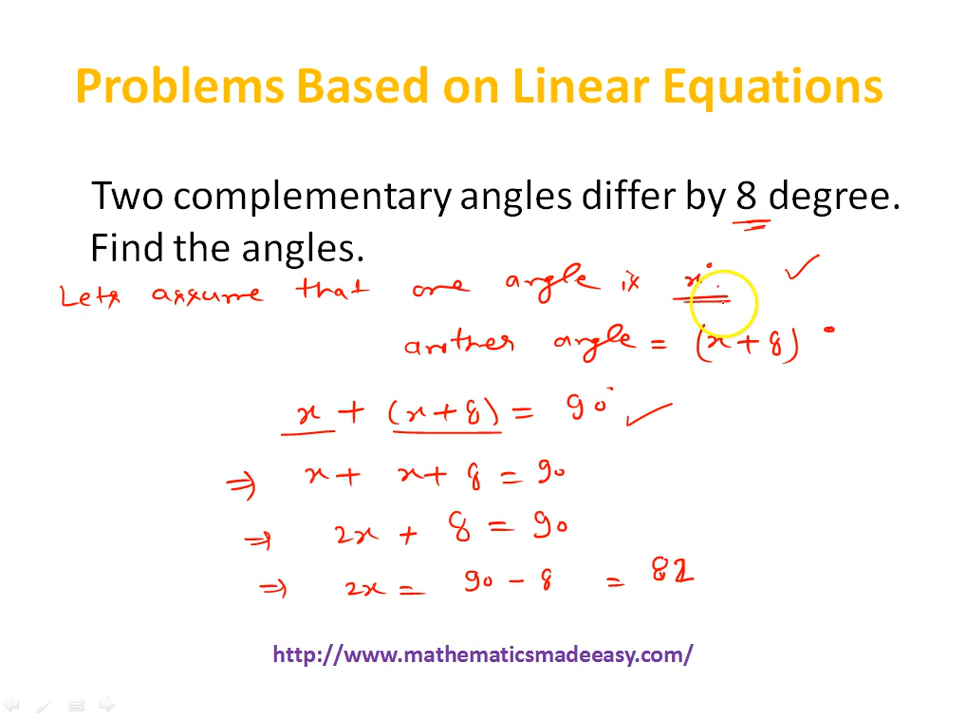 Problems Based on Linear Equations
Two complementary angles differ by 8 degree.
Find the angles.
Lets assume that one angle is x°.
another angle = (x+8)°
x + (x+8) = 90°
⇒ x + x + 8 = 90
⇒ 2x + 8 = 90
⇒ 2x = 90 - 8 = 82
http://www.mathematicsmadeeasy.com/